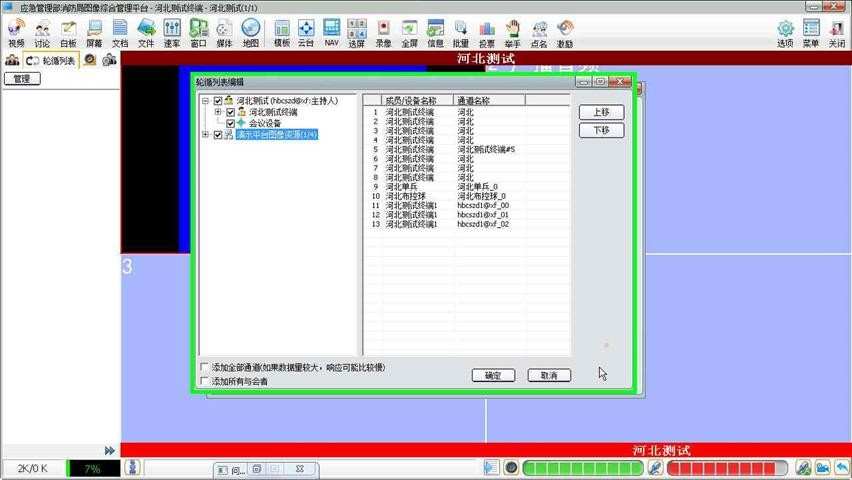 应急管理部消防局图像综合管理平台 - 河北测试终端 - 河北测试(1/1)
视频 讨论 白板 屏幕 文档 文件 速率 窗口 媒体 地图 模板 云台 NAV 选屏 录像 全屏 信息 批量 投票 举手 点名 激励 选项 菜单 关闭
轮循列表
管理
河北测试
2
3
轮循列表编辑
河北测试 (hbcszd@xf:主持人)
河北测试终端
会议设备
演示平台图像资源(1/4)
成员/设备名称 通道名称
1 河北测试终端 河北
2 河北测试终端 河北
3 河北测试终端 河北
4 河北测试终端 河北
5 河北测试终端 河北测试终端#5
6 河北测试终端 河北
7 河北测试终端 河北
8 河北测试终端 河北
9 河北单兵 河北单兵_0
10 河北布控球 河北布控球_0
11 河北测试终端1 hbcszd1@xf_00
12 河北测试终端1 hbcszd1@xf_01
13 河北测试终端1 hbcszd1@xf_02
上移
下移
添加全部通道(如果数据量较大，响应可能比较慢)
添加所有与会者
确定 取消
河北测试
2K/0 K 7% 问...